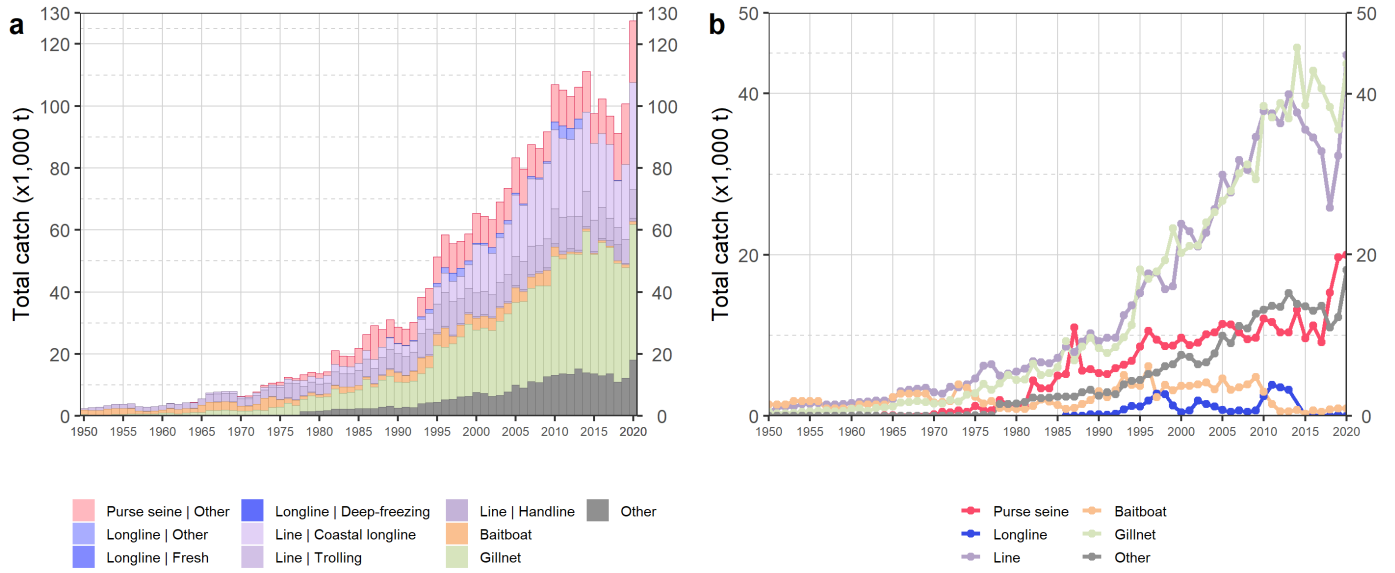 a
Total catch (x1,000 t)
130
120
100
80
60
40
20
0
130
120
100
80
60
40
20
0
1950 1955 1960 1965 1970 1975 1980 1985 1990 1995 2000 2005 2010 2015
Purse seine | Other
Longline | Other
Longline | Fresh
Longline | Deep-freezing
Line | Coastal longline
Line | Trolling
Line | Handline
Baitboat
Gillnet
Other
b
Total catch (x1,000 t)
50
40
20
0
50
40
20
0
1950 1955 1960 1965 1970 1975 1980 1985 1990 1995 2000 2005 2010 2015 2020
Purse seine
Longline
Line
Baitboat
Gillnet
Other